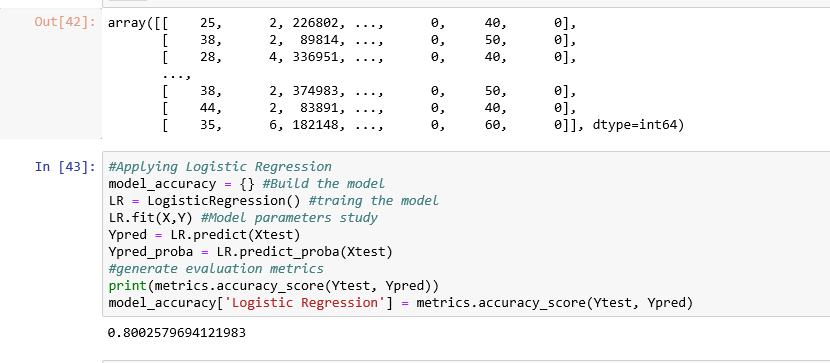 Out[42]: array([[ 25, 2, 226802, ..., 0, 40, 0],
[ 38, 2, 89814, ..., 0, 50, 0],
[ 28, 4, 336951, ..., 0, 40, 0],
...,
[ 38, 2, 374983, ..., 0, 50, 0],
[ 44, 2, 83891, ..., 0, 40, 0],
[ 35, 6, 182148, ..., 0, 60, 0]], dtype=int64)
In [43]: #Applying Logistic Regression
model_accuracy = {} #Build the model
LR = LogisticRegression() #traing the model
LR.fit(X,Y) #Model parameters study
Ypred = LR.predict(Xtest)
Ypred_proba = LR.predict_proba(Xtest)
#generate evaluation metrics
print(metrics.accuracy_score(Ytest, Ypred))
model_accuracy['Logistic Regression'] = metrics.accuracy_score(Ytest, Ypred)
0.8002579694121983